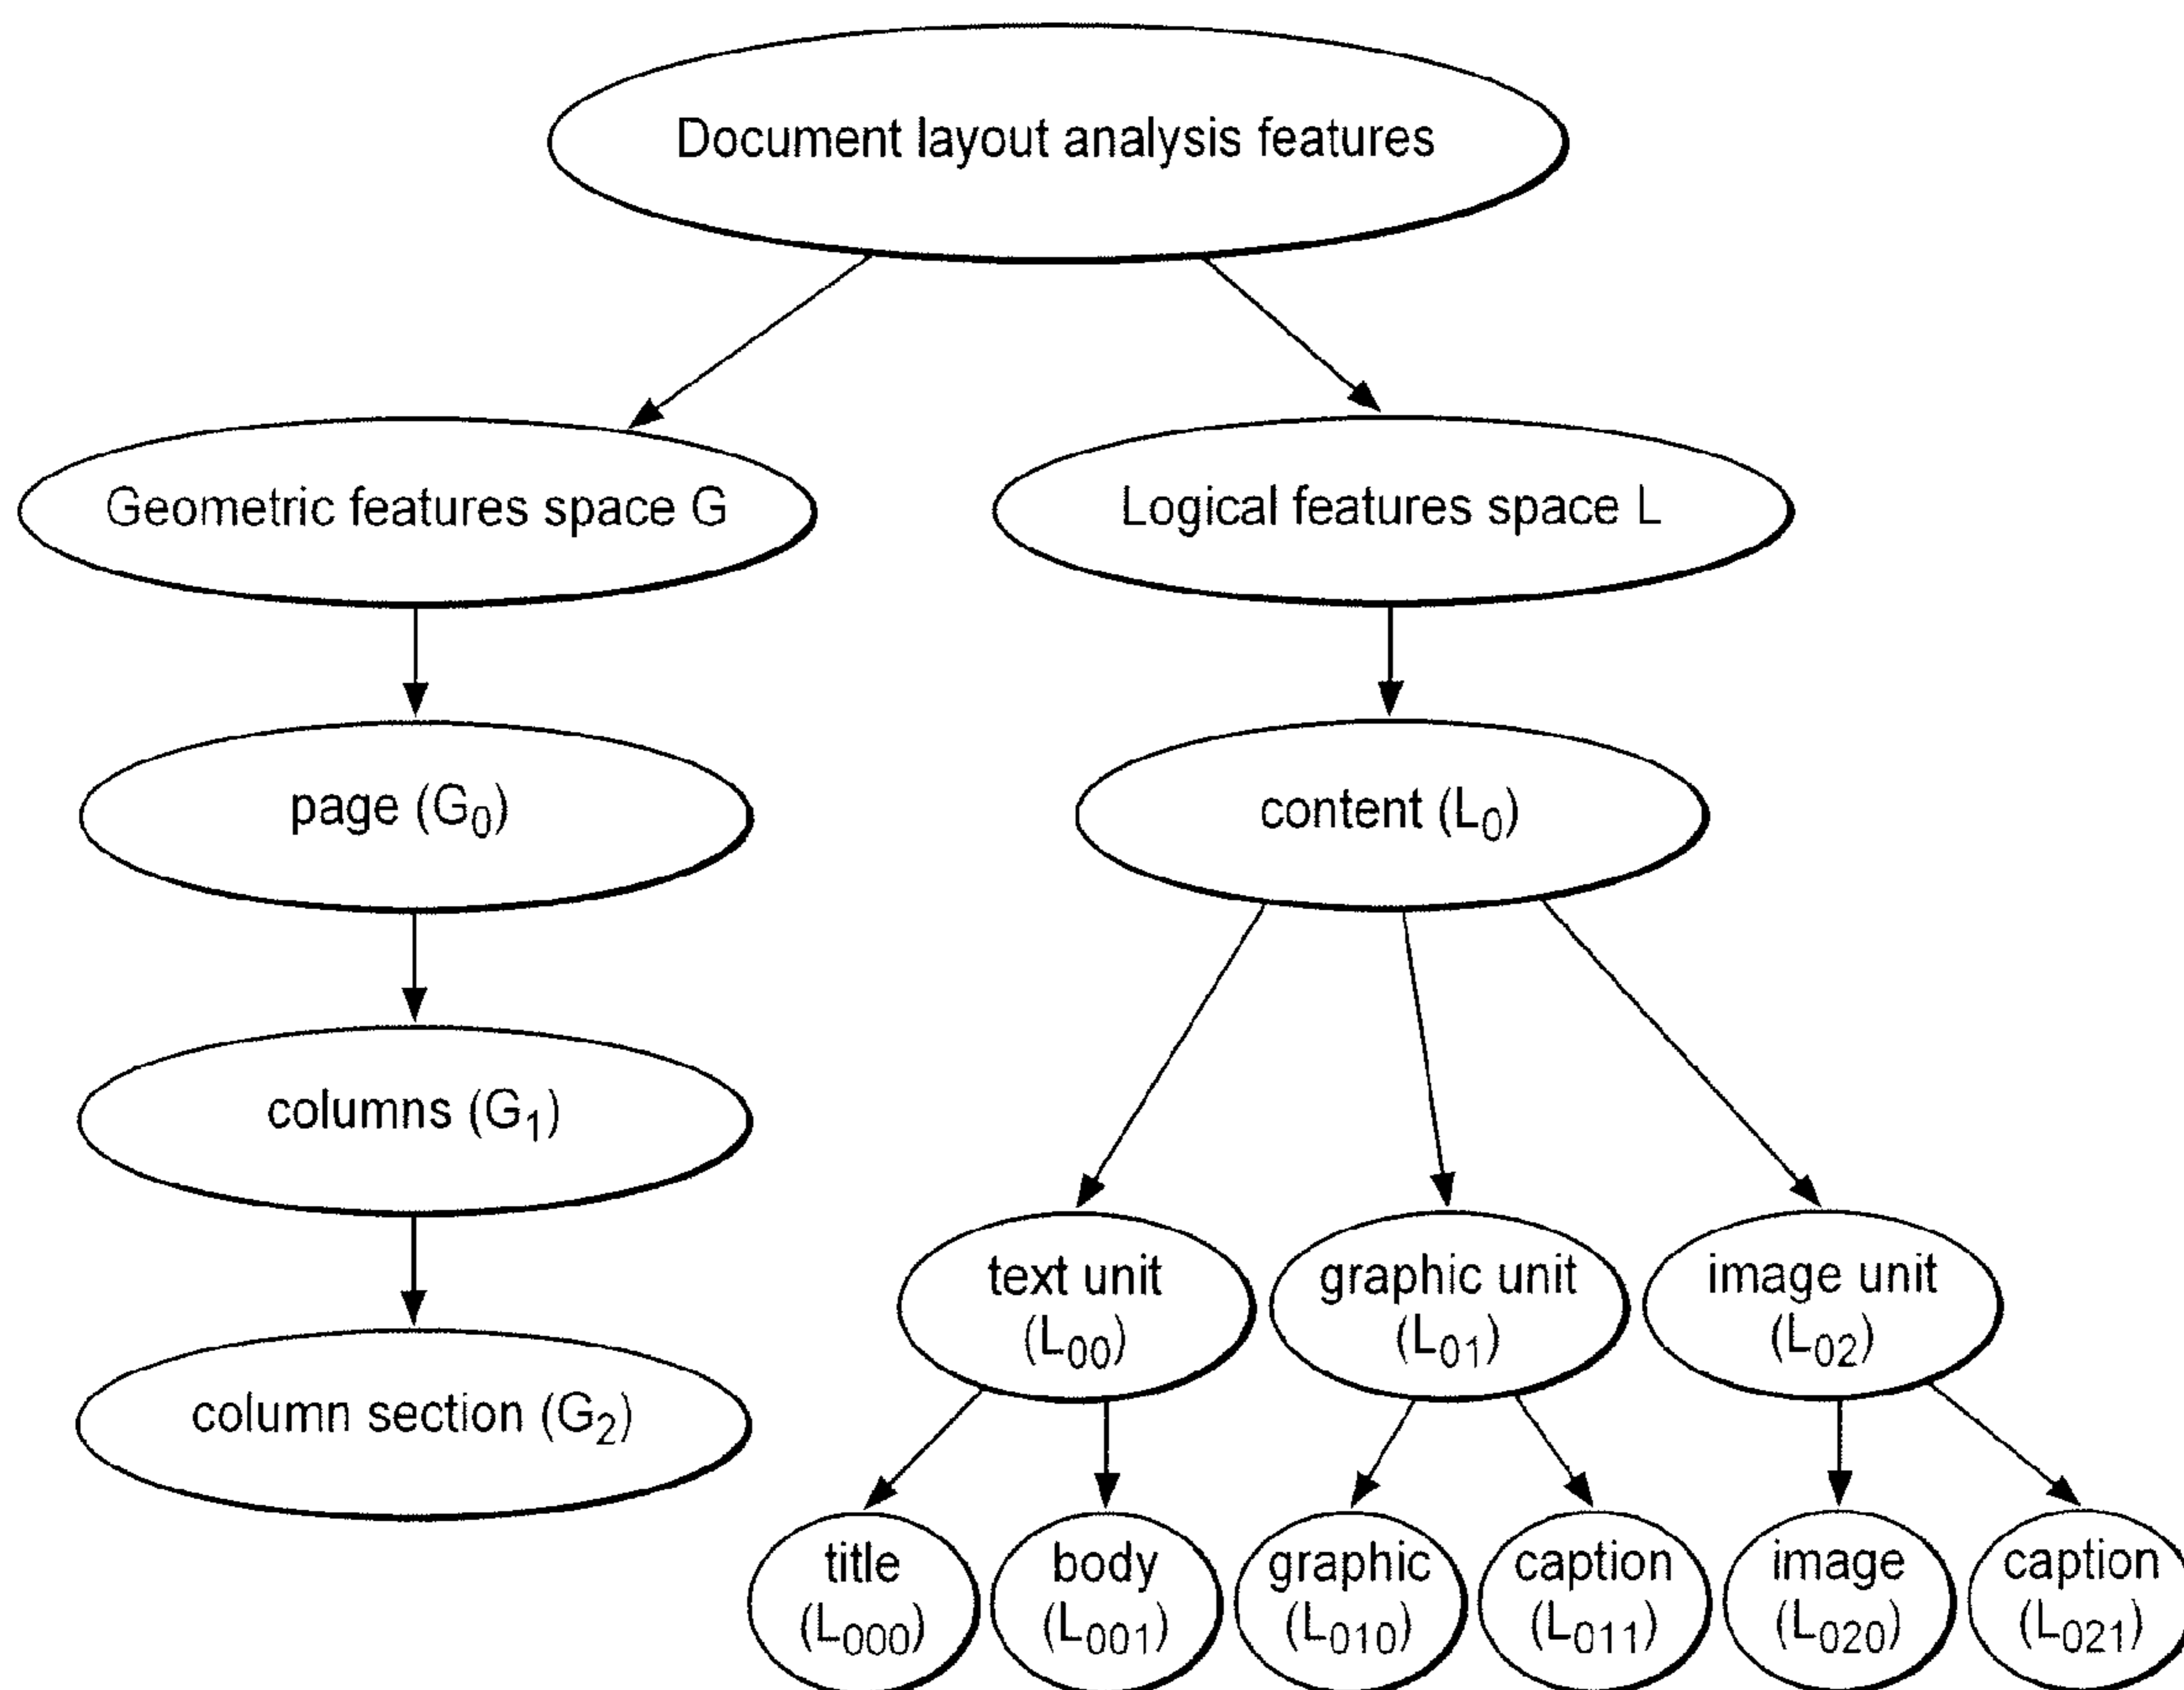 Document layout analysis features
Geometric features space G
Logical features space L
page (G₀)
content (L₀)
columns (G₁)
text unit
(L₀₀)
graphic unit
(L₀₁)
image unit
(L₀₂)
column section (G₂)
title
(L₀₀₀)
body
(L₀₀₁)
graphic
(L₀₁₀)
caption
(L₀₁₁)
image
(L₀₂₀)
caption
(L₀₂₁)